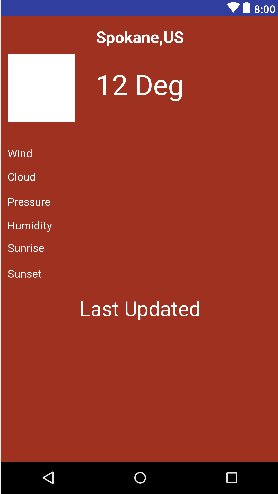 8:00
Spokane,US
12 Deg
Wind
Cloud
Pressure
Humidity
Sunrise
Sunset
Last Updated